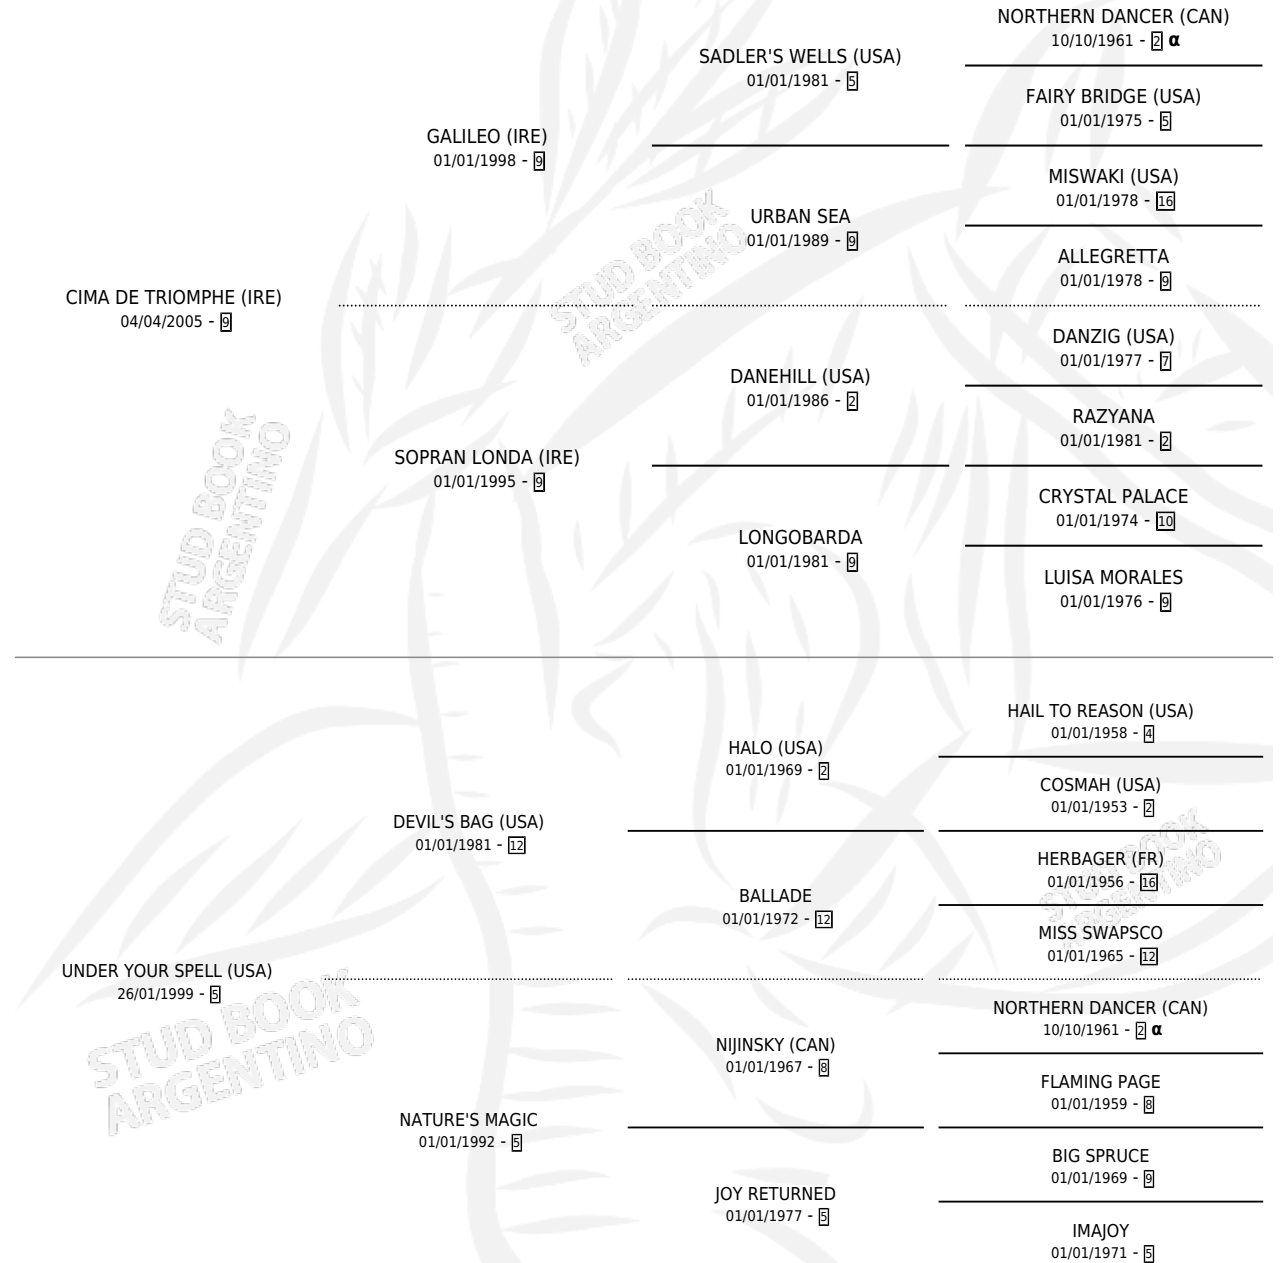 NORTHERN DANCER (CAN)
10/10/1961 - 2 α
SADLER'S WELLS (USA)
01/01/1981 - 5
FAIRY BRIDGE (USA)
01/01/1975 - 5
GALILEO (IRE)
01/01/1998 - 9
MISWAKI (USA)
01/01/1978 - 16
URBAN SEA
01/01/1989 - 9
ALLEGRETTA
01/01/1978 - 9
STUD BOOK
ARGENTINO
CIMA DE TRIOMPHE (IRE)
04/04/2005 - 9
DANZIG (USA)
01/01/1977 - 7
DANEHILL (USA)
01/01/1986 - 2
RAZYANA
01/01/1981 - 2
SOPRAN LONDA (IRE)
01/01/1995 - 9
CRYSTAL PALACE
01/01/1974 - 10
LONGOBARDA
01/01/1981 - 9
LUISA MORALES
01/01/1976 - 9
STUD BOOK
ARGENTINO
HAIL TO REASON (USA)
01/01/1958 - 4
HALO (USA)
01/01/1969 - 2
COSMAH (USA)
01/01/1953 - 2
DEVIL'S BAG (USA)
01/01/1981 - 12
HERBAGER (FR)
01/01/1956 - 16
BALLADE
01/01/1972 - 12
MISS SWAPSCO
01/01/1965 - 12
STUD BOOK
ARGENTINO
UNDER YOUR SPELL (USA)
26/01/1999 - 5
NORTHERN DANCER (CAN)
10/10/1961 - 2 α
NIJINSKY (CAN)
01/01/1967 - 8
FLAMING PAGE
01/01/1959 - 8
STUD BOOK
ARGENTINO
NATURE'S MAGIC
01/01/1992 - 5
BIG SPRUCE
01/01/1969 - 9
JOY RETURNED
01/01/1977 - 5
IMAJOY
01/01/1971 - 5